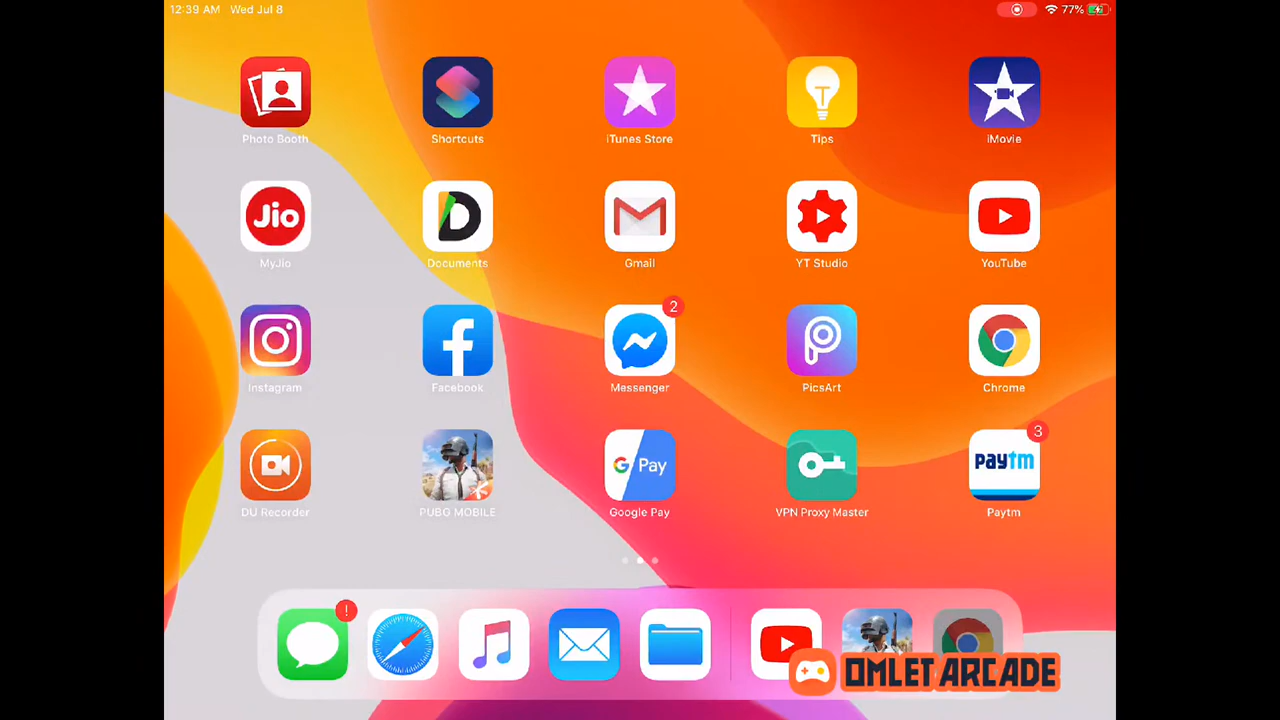 12:39 AM Wed Jul 8
77%
Photo Booth
Shortcuts
iTunes Store
T
Tips
iMovie
Jio
MyJio
Documents
Gmail
YT Studio
YouTube
Instagram
Facebook
2
Messenger
PicsArt
Chrome
DU Recorder
PUBG MOBILE
G Pay
Google Pay
VPN Proxy Master
3
paytm
Paytm
!
OMLET ARCADE